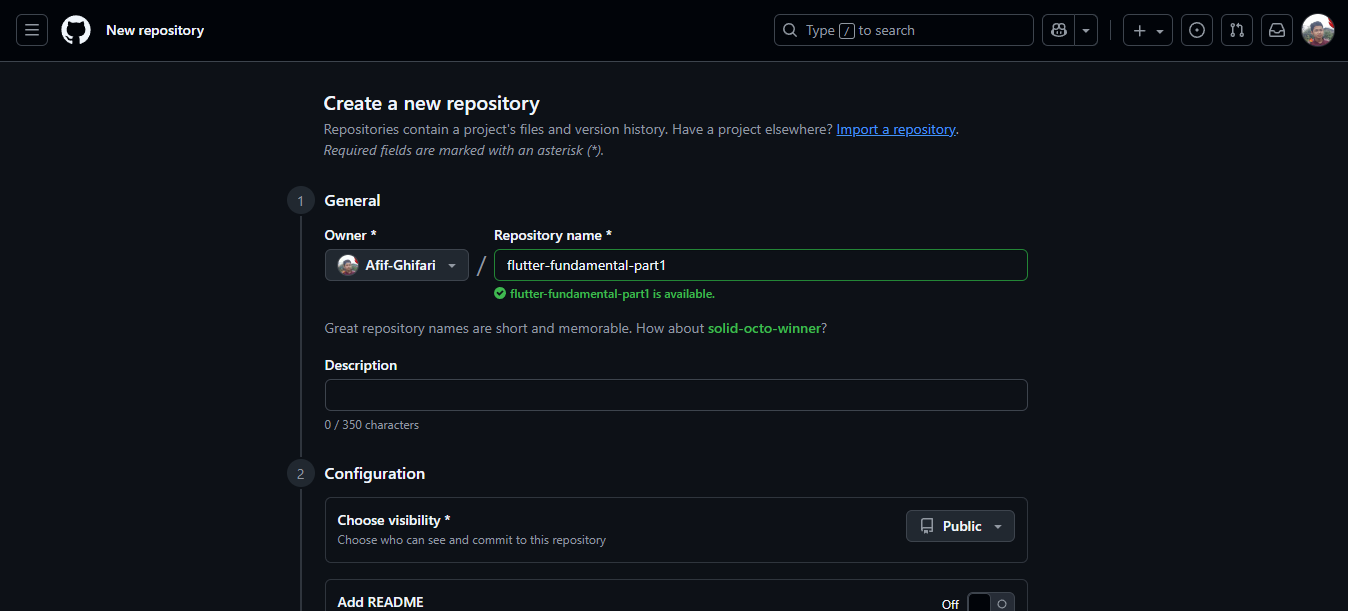 New repository
Type / to search
Create a new repository
Repositories contain a project's files and version history. Have a project elsewhere? Import a repository.
Required fields are marked with an asterisk (*).
1 General
Owner * Repository name *
Afif-Ghifari / flutter-fundamental-part1
flutter-fundamental-part1 is available.
Great repository names are short and memorable. How about solid-octo-winner?
Description
0 / 350 characters
2 Configuration
Choose visibility * Public
Choose who can see and commit to this repository
Add README Off